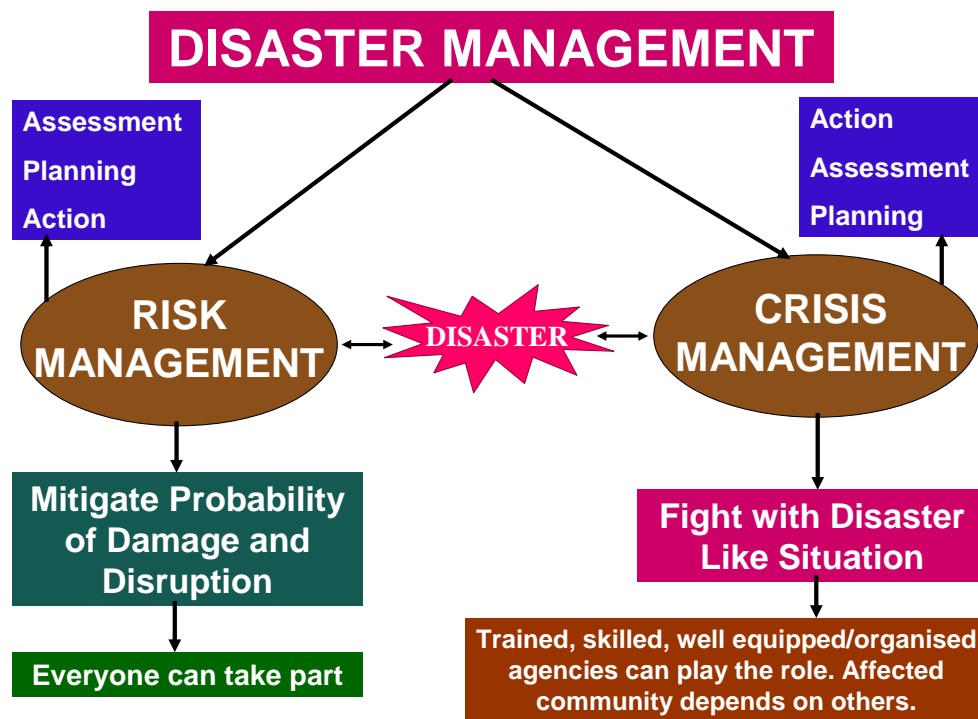 DISASTER MANAGEMENT
Assessment
Planning
Action
Action
Assessment
Planning
RISK
MANAGEMENT
DISASTER
CRISIS
MANAGEMENT
Mitigate Probability
of Damage and
Disruption
Fight with Disaster
Like Situation
Everyone can take part
Trained, skilled, well equipped/organised
agencies can play the role. Affected
community depends on others.